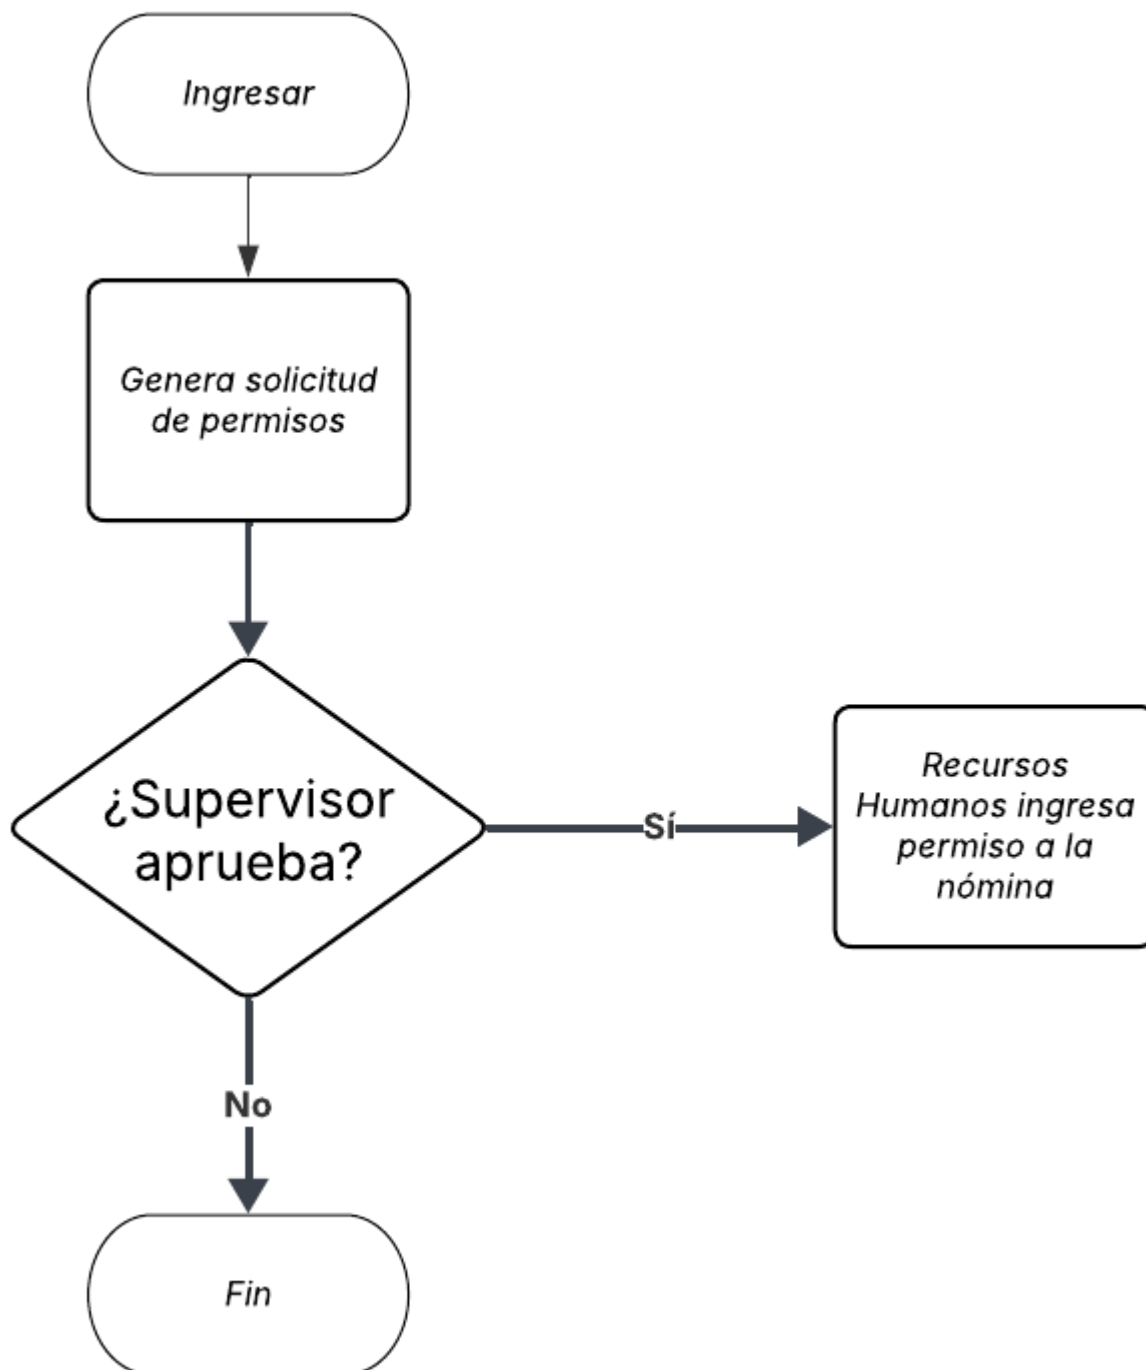 Ingresar
Genera solicitud
de permisos
¿Supervisor
aprueba?
Sí
Recursos
Humanos ingresa
permiso a la
nómina
No
Fin